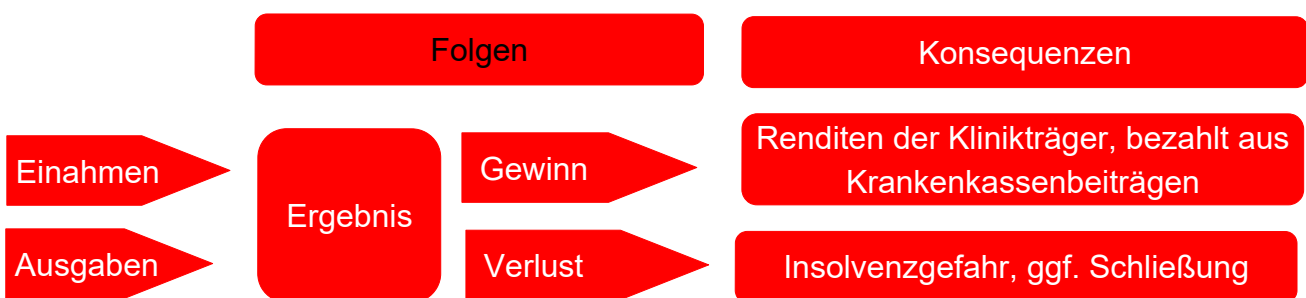 Folgen
Konsequenzen
Einahmen
Ausgaben
Ergebnis
Gewinn
Verlust
Renditen der Klinikträger, bezahlt aus
Krankenkassenbeiträgen
Insolvenzgefahr, ggf. Schließung